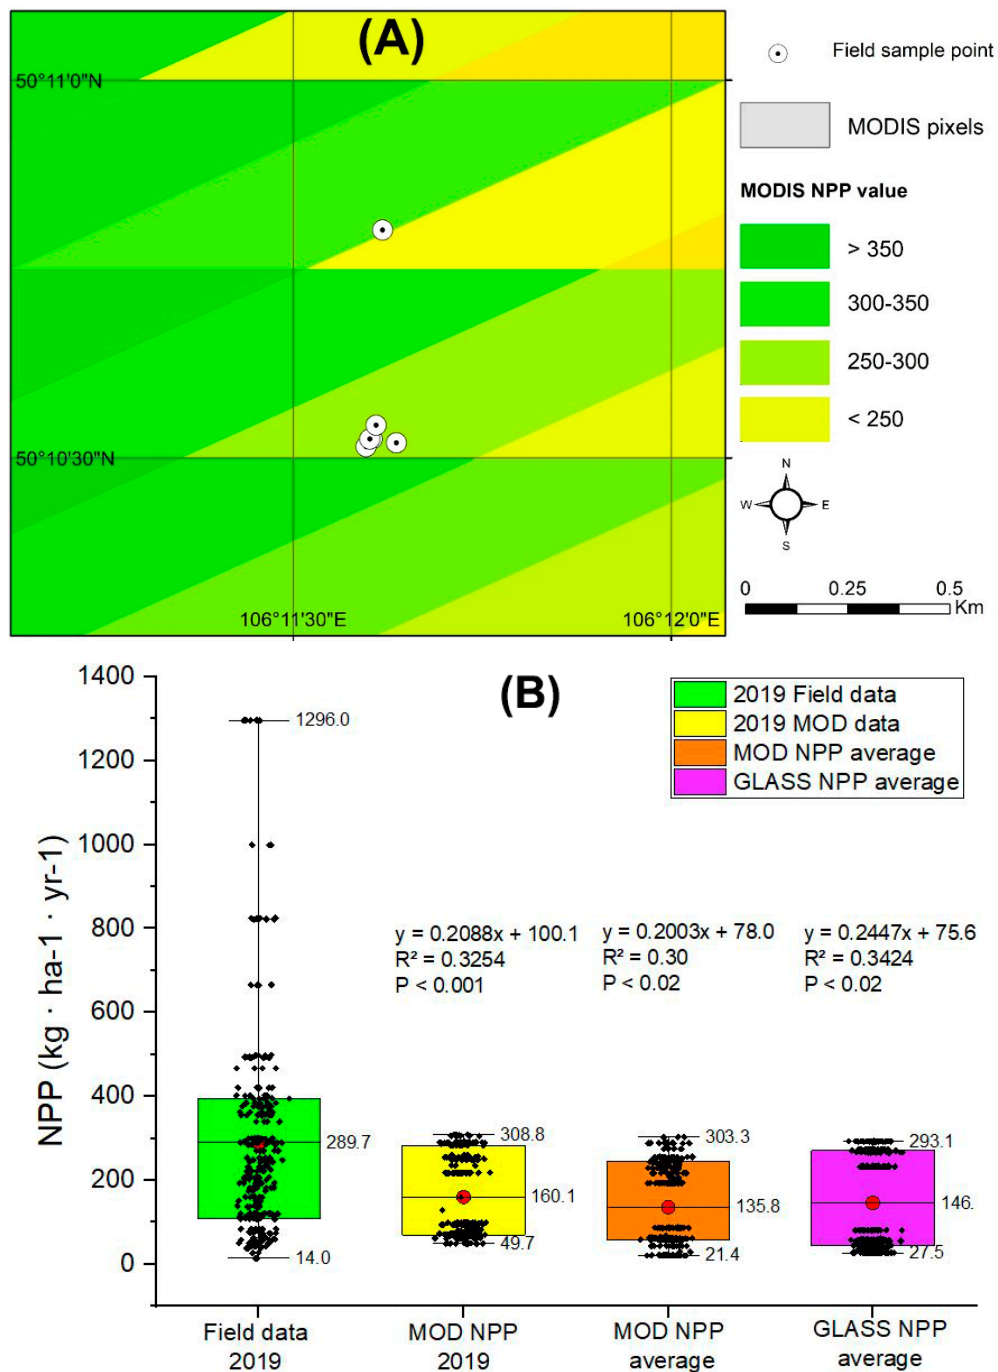 (A)
50°11'0"N
50°10'30"N
106°11'30"E
106°12'0"E
Field sample point
MODIS pixels
MODIS NPP value
> 350
300-350
250-300
< 250
N
W
E
S
0
0.25
0.5
Km
(B)
2019 Field data
2019 MOD data
MOD NPP average
GLASS NPP average
NPP (kg · ha-1 · yr-1)
1400
1200
1000
800
600
400
200
0
1296.0
289.7
14.0
y = 0.2088x + 100.1
R² = 0.3254
P < 0.001
308.8
160.1
49.7
y = 0.2003x + 78.0
R² = 0.30
P < 0.02
303.3
135.8
21.4
y = 0.2447x + 75.6
R² = 0.3424
P < 0.02
293.1
146.
27.5
Field data
2019
MOD NPP
2019
MOD NPP
average
GLASS NPP
average